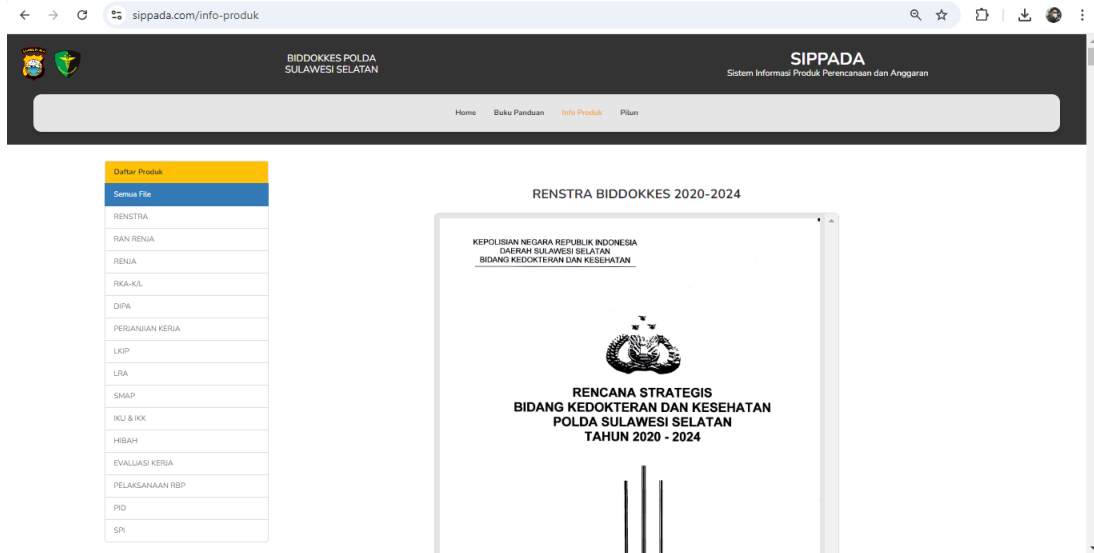 sippada.com/info-produk
BIDDOKKES POLDA
SULAWESI SELATAN
SIPPADA
Sistem Informasi Produk Perencanaan dan Anggaran
Home Buku Panduan Info Produk Pilun
Daftar Produk
Semua File
RENSTRA
RAN RENJA
RENJA
RKA-K/L
DIPA
PERJANJIAN KERJA
LKIP
LRA
SMAP
IKU & IKK
HIBAH
EVALUASI KERJA
PELAKSANAAN RBP
PID
SPI
RENSTRA BIDDOKKES 2020-2024
KEPOLISIAN NEGARA REPUBLIK INDONESIA
DAERAH SULAWESI SELATAN
BIDANG KEDOKTERAN DAN KESEHATAN
RENCANA STRATEGIS
BIDANG KEDOKTERAN DAN KESEHATAN
POLDA SULAWESI SELATAN
TAHUN 2020 - 2024